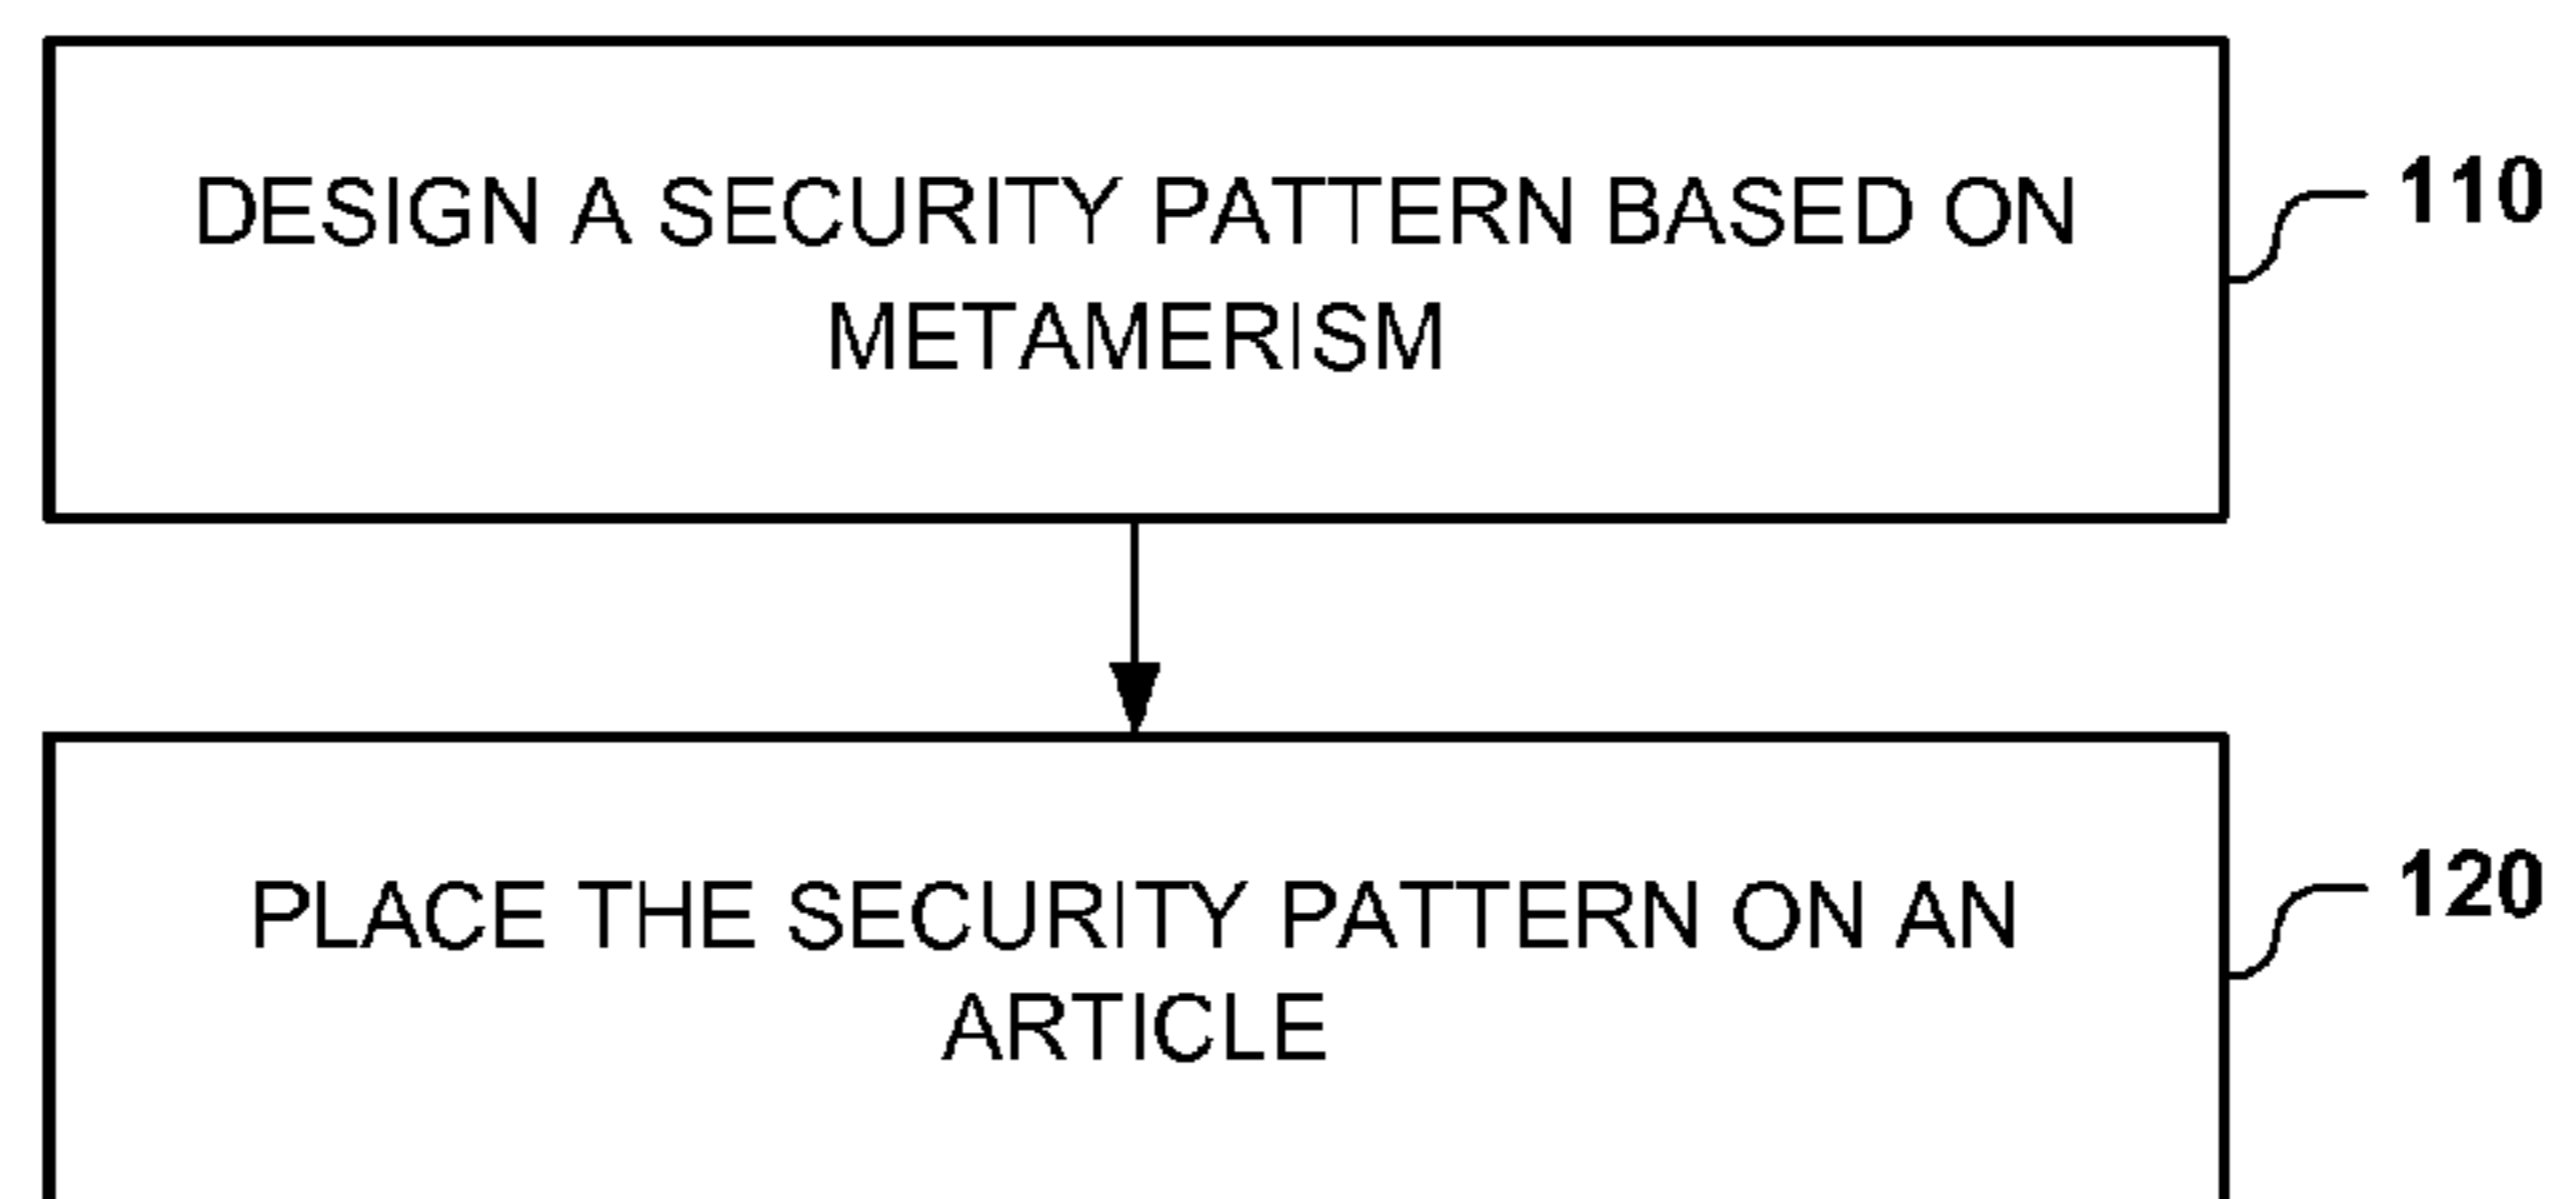 DESIGN A SECURITY PATTERN BASED ON
METAMERISM
110
PLACE THE SECURITY PATTERN ON AN
ARTICLE
120